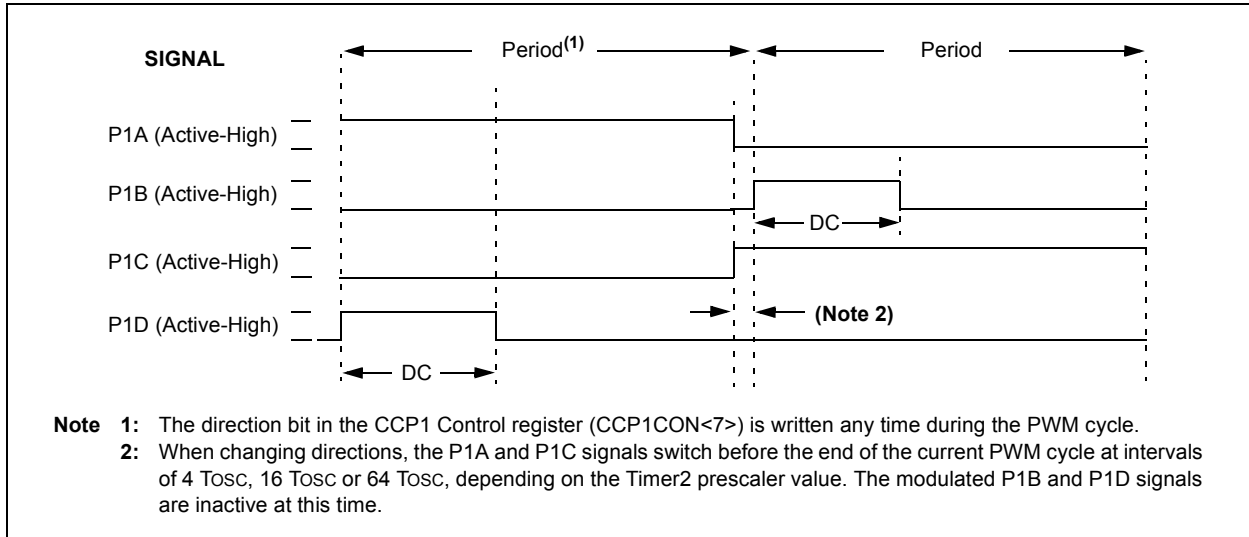 SIGNAL
Period(1)
Period
P1A (Active-High)
P1B (Active-High)
DC
P1C (Active-High)
P1D (Active-High)
(Note 2)
DC
Note 1: The direction bit in the CCP1 Control register (CCP1CON<7>) is written any time during the PWM cycle.
2: When changing directions, the P1A and P1C signals switch before the end of the current PWM cycle at intervals
of 4 TOSC, 16 TOSC or 64 TOSC, depending on the Timer2 prescaler value. The modulated P1B and P1D signals
are inactive at this time.